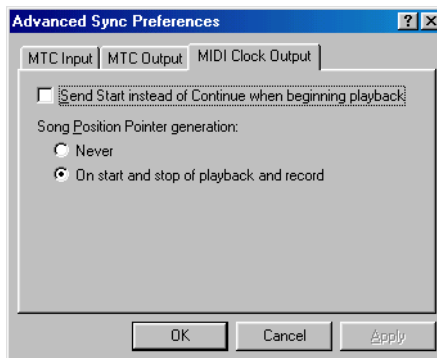 Advanced Sync Preferences
MTC Input MTC Output MIDI Clock Output
Send Start instead of Continue when beginning playback
Song Position Pointer generation:
Never
On start and stop of playback and record
OK Cancel Apply